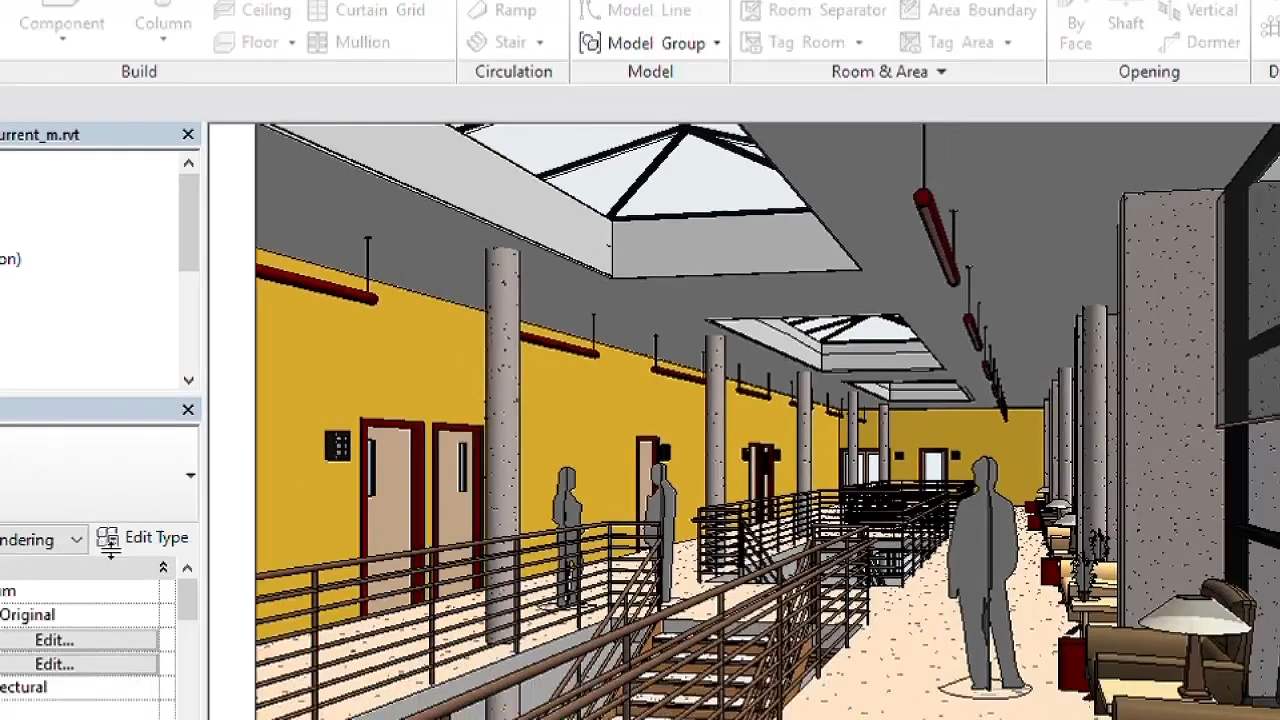 Component
Column
Ceiling
Curtain Grid
Floor
Mullion
Build
Ramp
Stair
Circulation
Model Line
Model Group
Model
Room Separator
Area Boundary
Tag Room
Tag Area
Room & Area
By
Face
Shaft
Vertical
Dormer
Opening
D
urrent_m.rvt
on)
ndering
Edit Type
um
Original
Edit...
Edit...
ectural